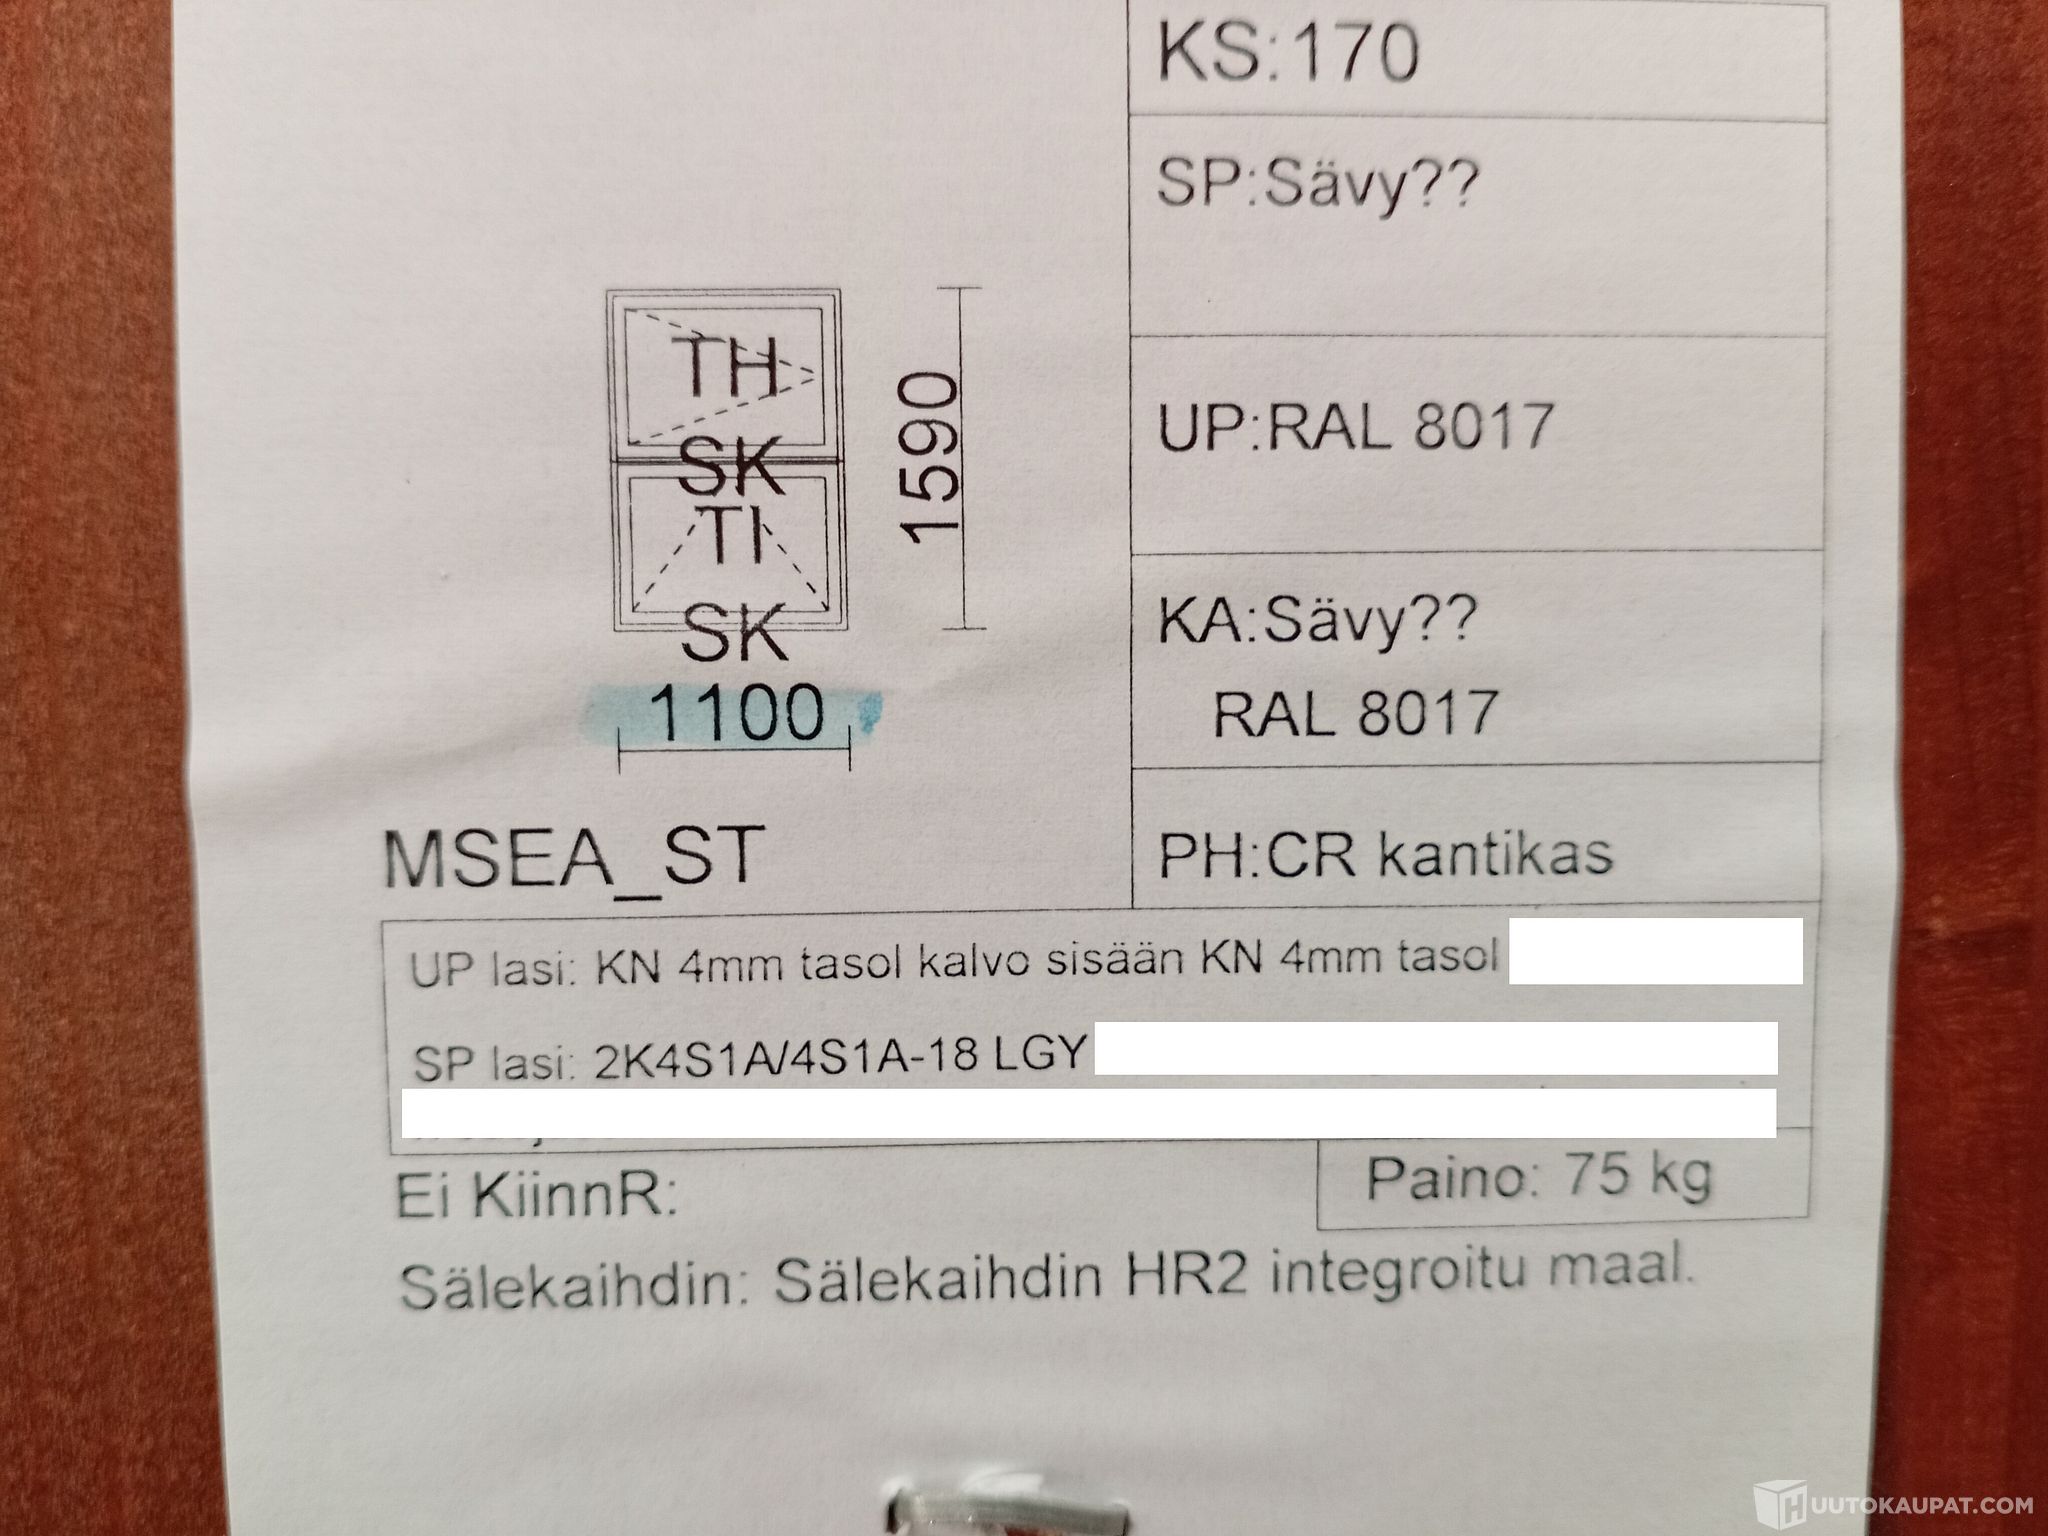 KS:170
SP:Sävy??
UP:RAL 8017
KA:Sävy??
RAL 8017
PH:CR kantikas
TH
SK
TI
SK
1590
1100
MSEA_ST
UP lasi: KN 4mm tasol kalvo sisään KN 4mm tasol
SP lasi: 2K4S1A/4S1A-18 LGY
Ei KiinnR:
Paino: 75 kg
Sälekaihdin: Sälekaihdin HR2 integroitu maal.
HUUTOKAUPAT.COM